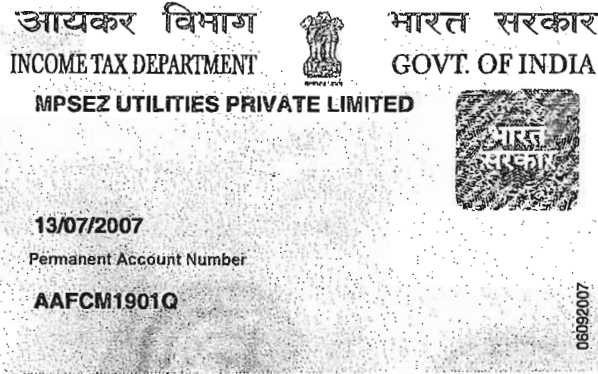 आयकर विभाग
भारत सरकार
INCOME TAX DEPARTMENT
GOVT. OF INDIA
MPSEZ UTILITIES PRIVATE LIMITED
भारत
सरकार
13/07/2007
Permanent Account Number
AAFCM1901Q
06092007